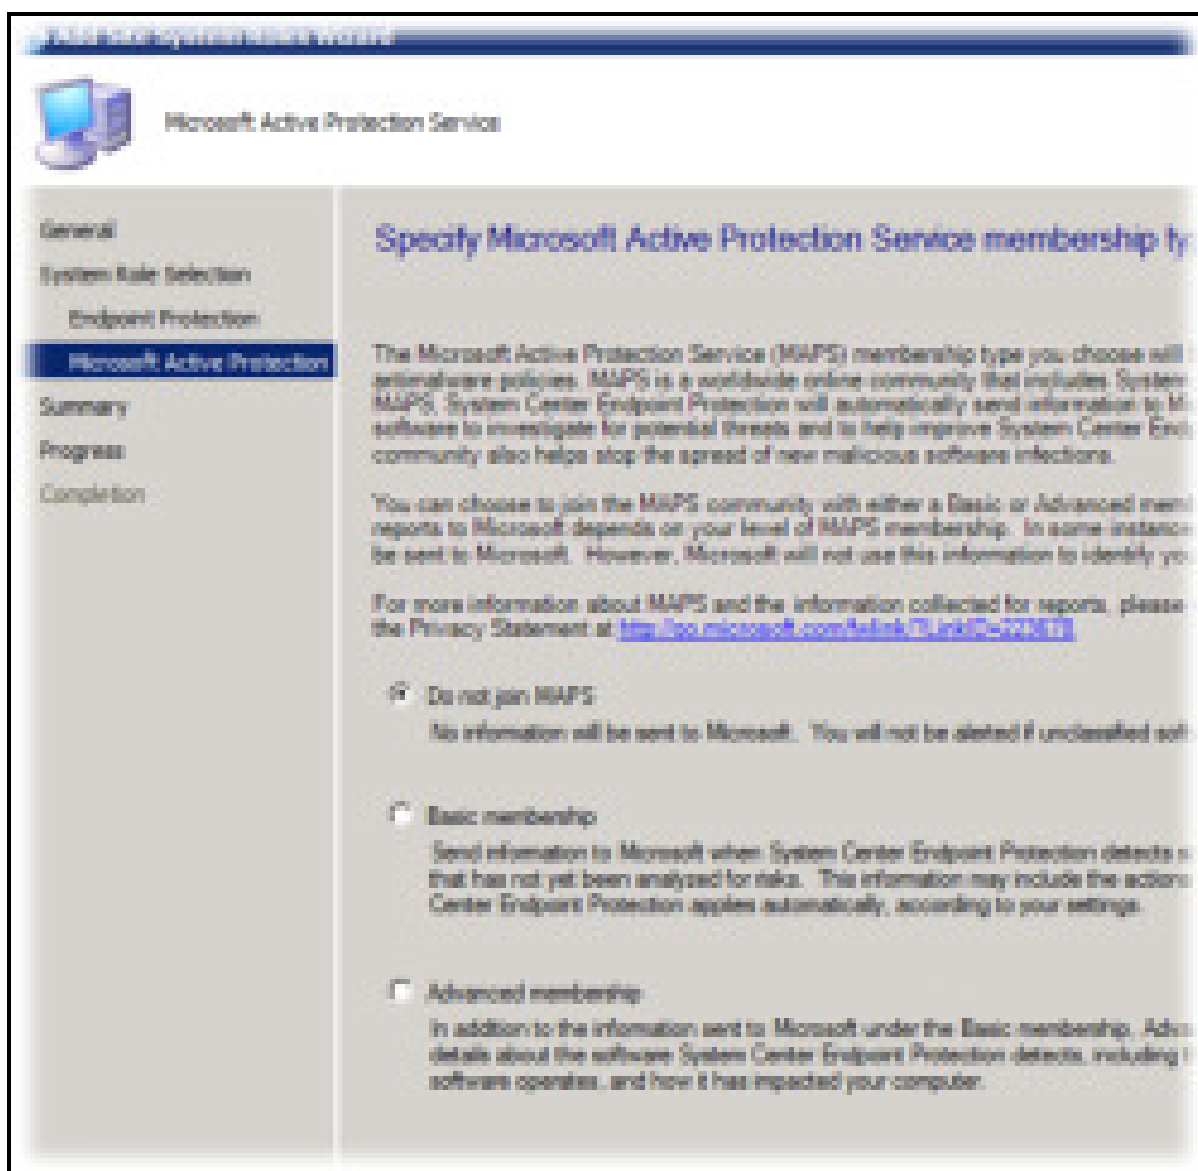 Microsoft Active Protection Service
General
System Role Selection
Endpoint Protection
Microsoft Active Protection
Summary
Progress
Completion
Specify Microsoft Active Protection Service membership ty
The Microsoft Active Protection Service (MAPS) membership type you choose will
antimalware policies. MAPS is a worldwide online community that includes System
MAPS, System Center Endpoint Protection will automatically send information to M
software to investigate for potential threats and to help improve System Center End
community also helps stop the spread of new malicious software infections.
You can choose to join the MAPS community with either a Basic or Advanced mem
reports to Microsoft depends on your level of MAPS membership. In some instance
be sent to Microsoft. However, Microsoft will not use this information to identify yo
For more information about MAPS and the information collected for reports, please
the Privacy Statement at
Do not join MAPS
No information will be sent to Microsoft. You will not be alerted if unclassified soft
Basic membership
Send information to Microsoft when System Center Endpoint Protection detects s
that has not yet been analyzed for risks. This information may include the actions
Center Endpoint Protection applies automatically, according to your settings.
Advanced membership
In addition to the information sent to Microsoft under the Basic membership, Adva
details about the software System Center Endpoint Protection detects, including
software operates, and how it has impacted your computer.